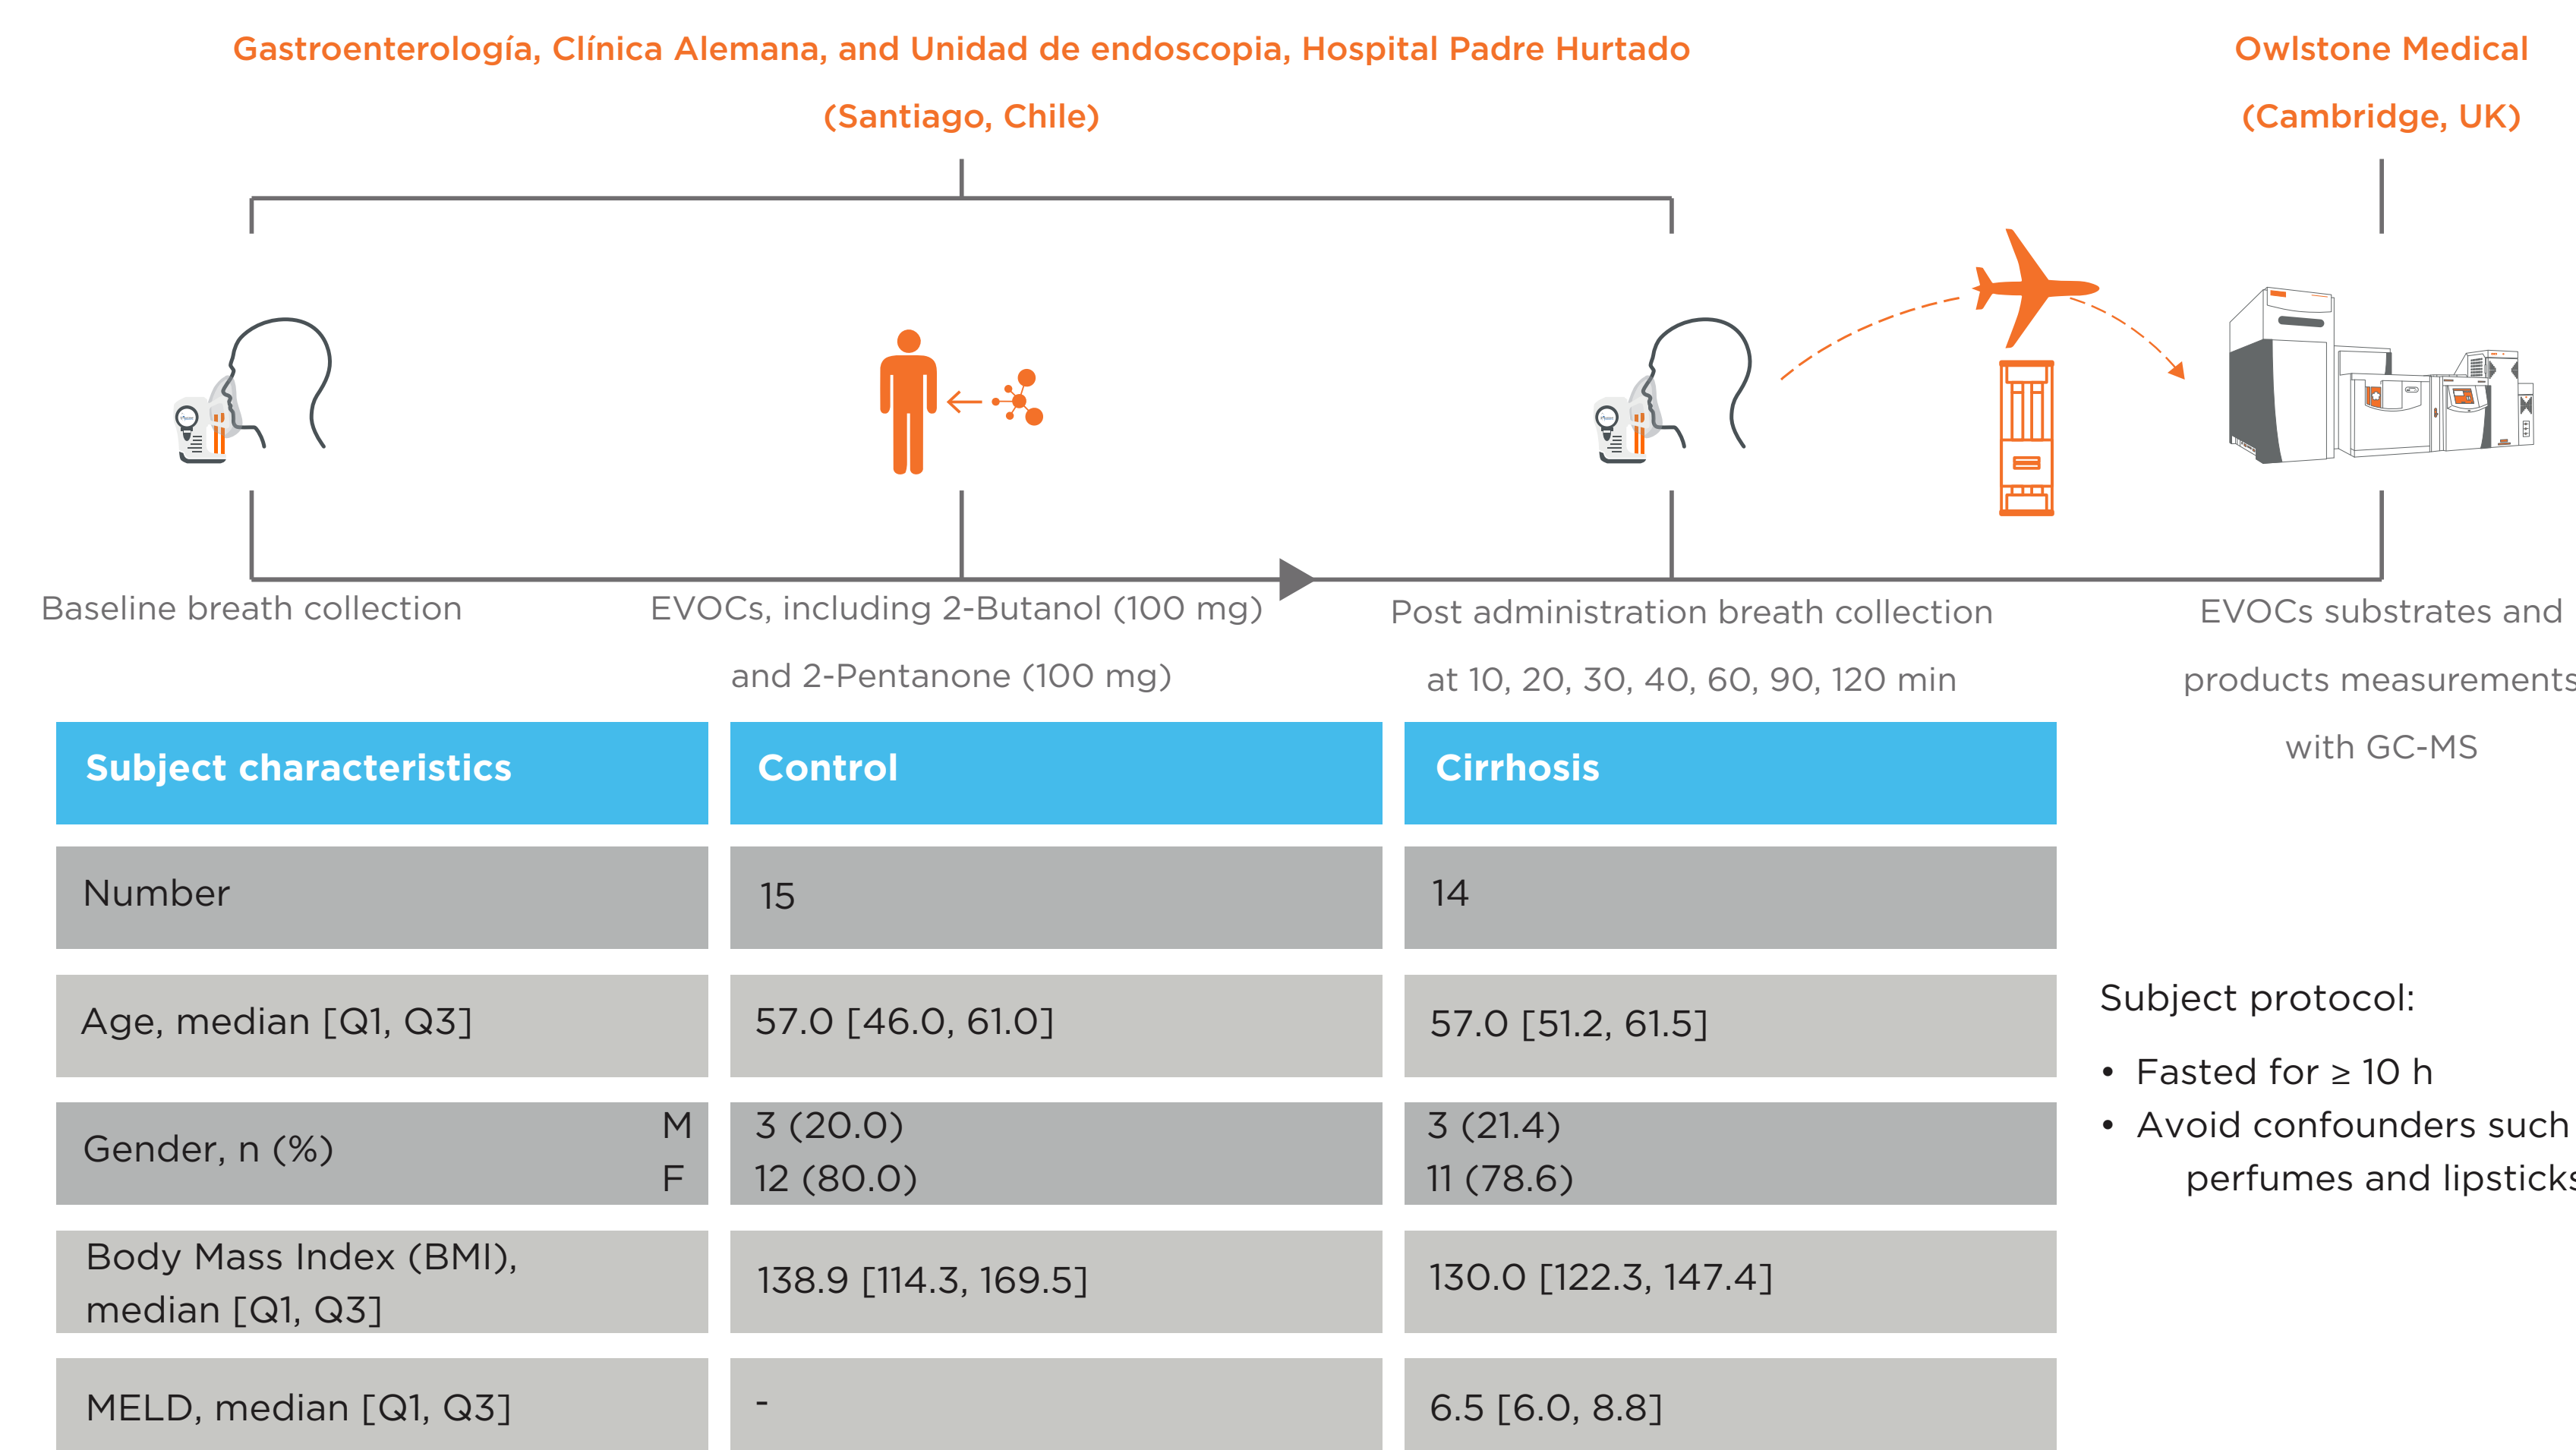 Gastroenterología, Clínica Alemana, and Unidad de endoscopia, Hospital Padre Hurtado
(Santiago, Chile)
Owlstone Medical
(Cambridge, UK)
Baseline breath collection
EVOCs, including 2-Butanol (100 mg)
and 2-Pentanone (100 mg)
Post administration breath collection
at 10, 20, 30, 40, 60, 90, 120 min
EVOCs substrates and
products measurements
with GC-MS
Subject characteristics
Control
Cirrhosis
Number
15
14
Age, median [Q1, Q3]
57.0 [46.0, 61.0]
57.0 [51.2, 61.5]
Gender, n (%)
M
F
3 (20.0)
12 (80.0)
3 (21.4)
11 (78.6)
Body Mass Index (BMI),
median [Q1, Q3]
138.9 [114.3, 169.5]
130.0 [122.3, 147.4]
MELD, median [Q1, Q3]
-
6.5 [6.0, 8.8]
Subject protocol:
• Fasted for ≥ 10 h
• Avoid confounders such
perfumes and lipsticks